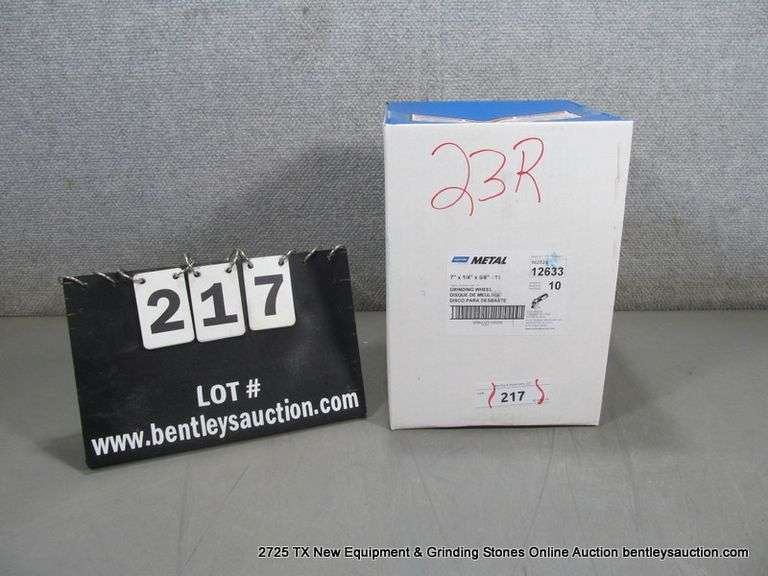 217
LOT #
www.bentleysauction.com
23R
METAL
7" x 1/4" x 5/8"
12633
10
GRINDING WHEEL
DISQUE DE MEULAGE
DISCO PARA DESBASTE
217
2725 TX New Equipment & Grinding Stones Online Auction bentleysauction.com